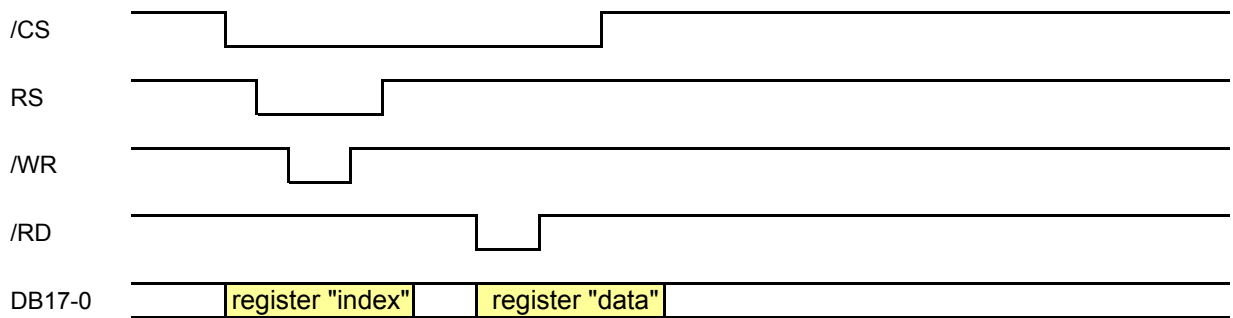 /CS
RS
/WR
/RD
DB17-0 register "index" register "data"